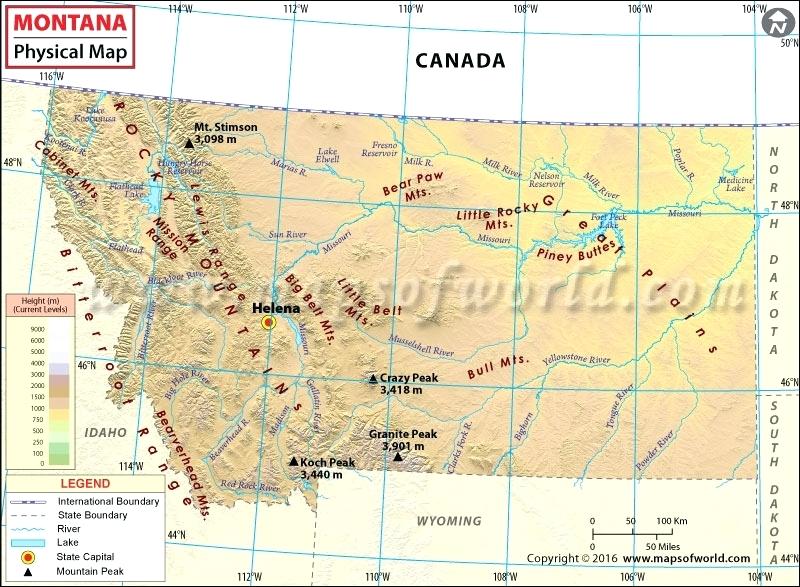 MONTANA
Physical Map
N
CANADA
116°W
114°W
112°W
110°W
108°W
106°W
104°W
50°N
48°N
48°N
46°N
46°N
44°N
44°N
114°W
112°W
110°W
108°W
106°W
104°W
Lake
Kookanusa
Kootenai R.
Cabinet Mts.
ROCKY MOUNTAINS
Mt. Stimson
3,098 m
Hungry Horse
Reservoir
Flathead
Lake
Lewis Range
Mission
Range
Flathead
Blackfoot River
Bitterroot River
Bitterroot Range
Marias R.
Lake
Elwell
Fresno
Reservoir
Milk R.
Milk River
Nelson
Reservoir
Milk River
Poplar R.
Medicine
Lake
Bear Paw
Mts.
Little Rocky
Mts.
Great Plains
Fort Peck
Lake
Missouri
Piney Buttes
Sun River
Missouri
Missouri
Big Belt Mts.
Little Belt
Mts.
www.mapsofworld.com
Helena
Missouri
Musselshell River
Bull Mts.
Yellowstone River
Crazy Peak
3,418 m
Big Hole River
Beaverhead R.
Madison
Gallatin River
Granite Peak
3,901 m
Koch Peak
3,440 m
Bearverhead Mts.
Red Rock River
Clarks Fork R.
Bighorn
Tongue River
Powder River
NORTH DAKOTA
SOUTH DAKOTA
IDAHO
WYOMING
Height (m)
(Current Levels)
9000
7000
5000
4000
3000
2000
1500
1000
750
500
250
100
0
LEGEND
International Boundary
State Boundary
River
Lake
State Capital
Mountain Peak
0 50 100 Km
0 50 Miles
Copyright © 2016 www.mapsofworld.com